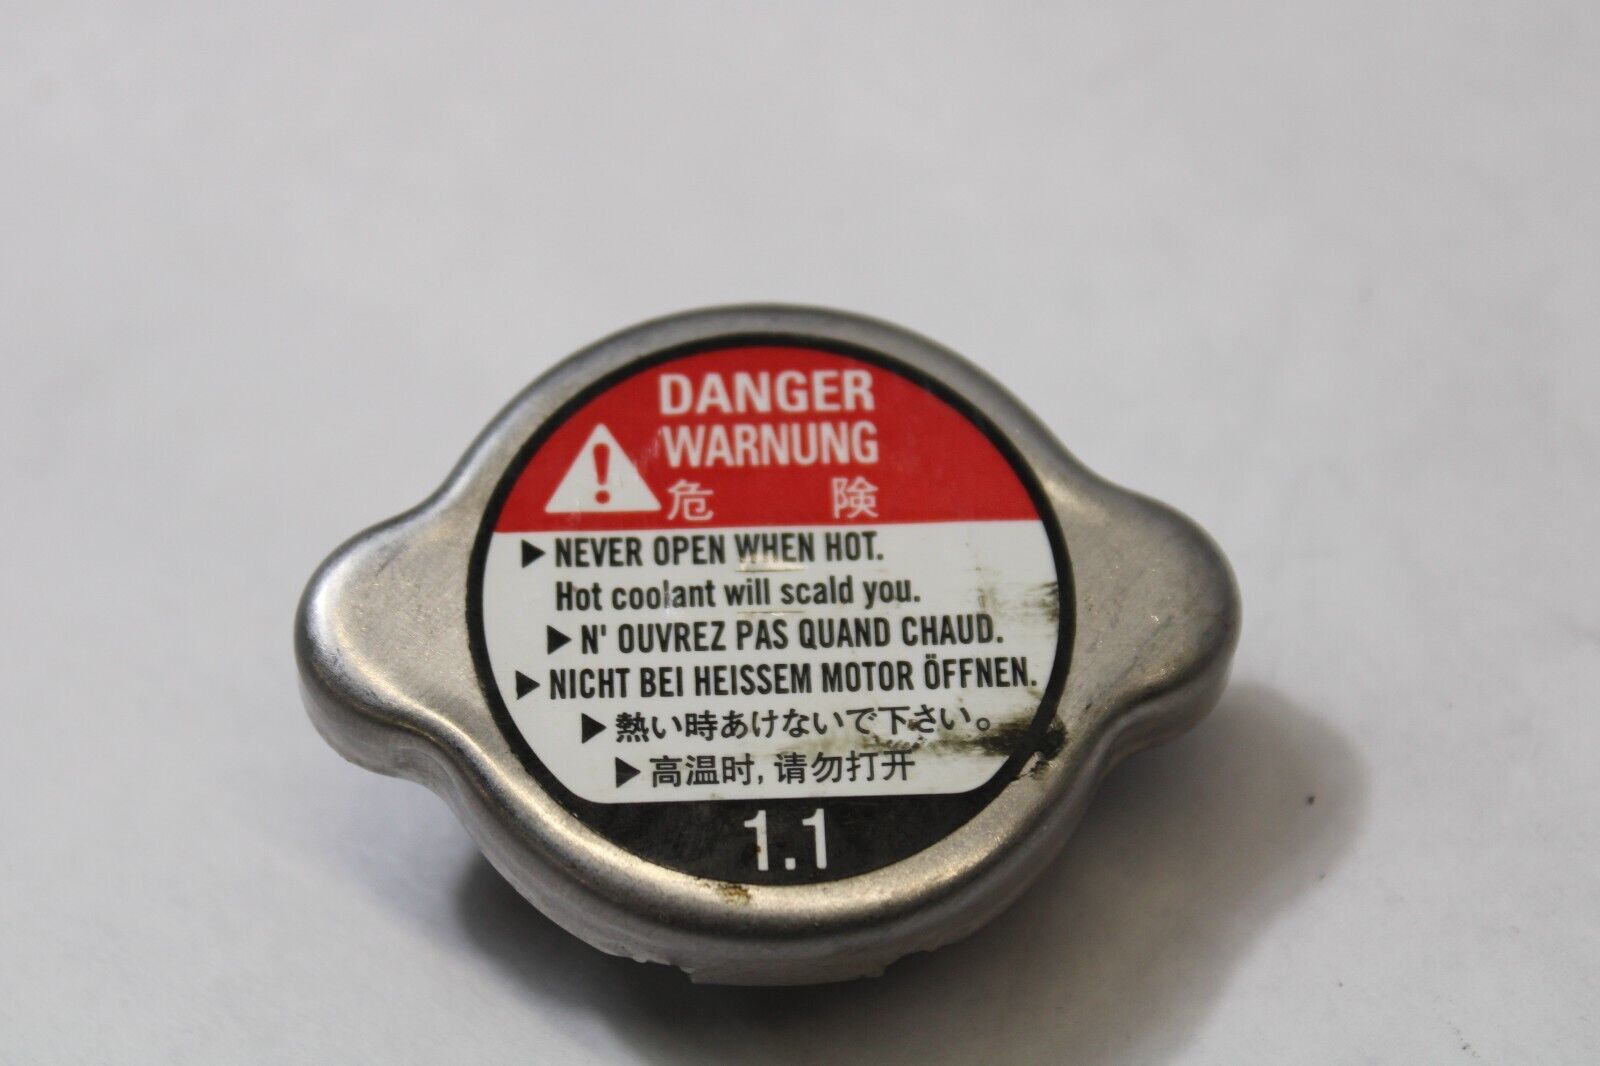 DANGER
WARNUNG
危 険
▶ NEVER OPEN WHEN HOT.
Hot coolant will scald you.
▶ N' OUVREZ PAS QUAND CHAUD.
▶ NICHT BEI HEISSEM MOTOR ÖFFNEN.
▶ 熱い時あけないで下さい。
▶ 高温时,请勿打开
1.1